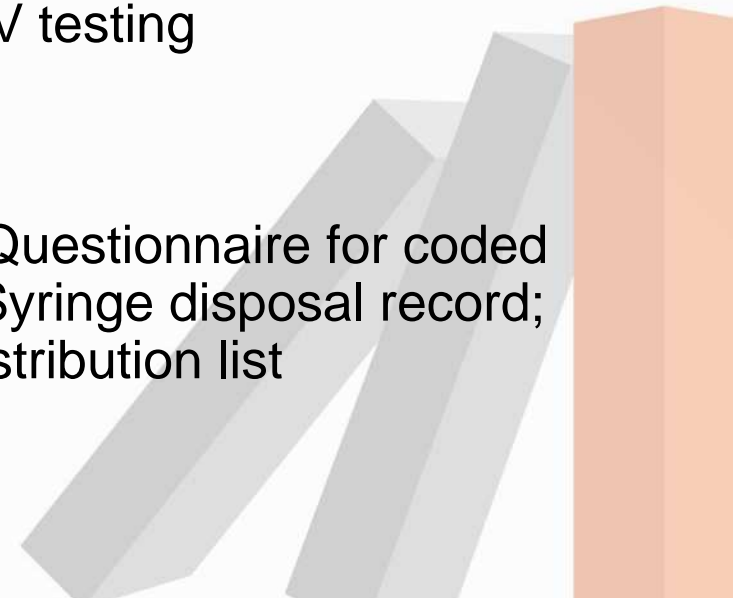 V testing
Questionnaire for coded
Syringe disposal record;
stribution list